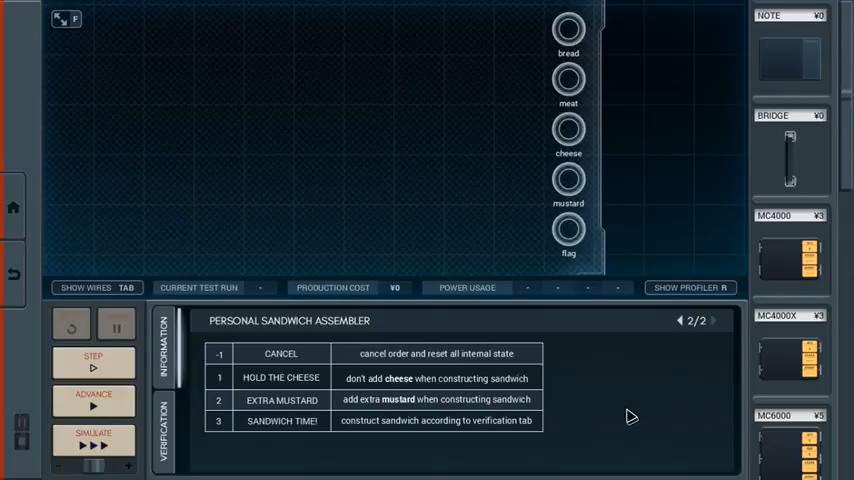 F
bread
meat
cheese
mustard
flag
NOTE ¥0
BRIDGE ¥0
MC4000 ¥3
MC4000X ¥3
MC6000 ¥5
SHOW WIRES TAB
CURRENT TEST RUN -
PRODUCTION COST ¥0
POWER USAGE - - - -
SHOW PROFILER R
STEP
ADVANCE
SIMULATE
- +
INFORMATION
VERIFICATION
PERSONAL SANDWICH ASSEMBLER 2/2
-1 CANCEL cancel order and reset all internal state
1 HOLD THE CHEESE don't add cheese when constructing sandwich
2 EXTRA MUSTARD add extra mustard when constructing sandwich
3 SANDWICH TIME! construct sandwich according to verification tab